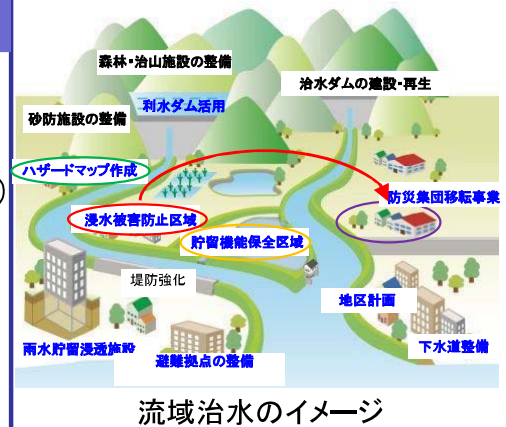 森林・治山施設の整備
治水ダムの建設・再生
利水ダム活用
砂防施設の整備
ハザードマップ作成
)
防災集団移転事業
浸水被害防止区域
貯留機能保全区域
堤防強化
地区計画
雨水貯留浸透施設
避難拠点の整備
下水道整備
流域治水のイメージ